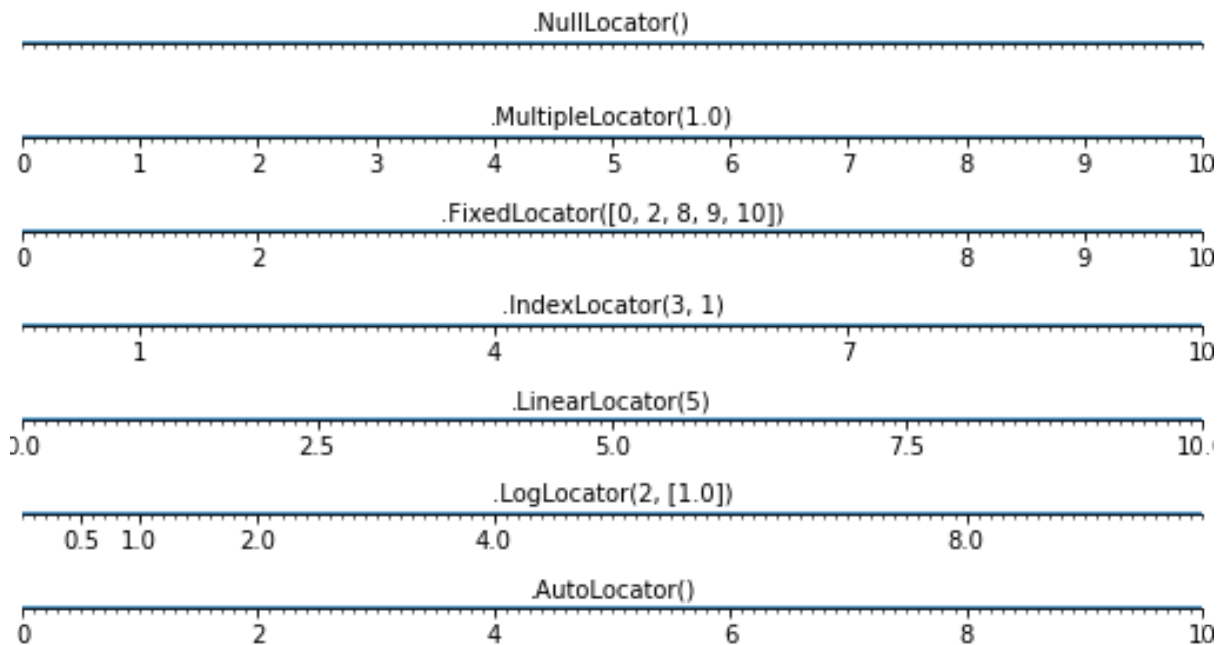 .NullLocator()
.MultipleLocator(1.0)
0 1 2 3 4 5 6 7 8 9 10
.FixedLocator([0, 2, 8, 9, 10])
0 2 8 9 10
.IndexLocator(3, 1)
1 4 7 10
.LinearLocator(5)
0.0 2.5 5.0 7.5 10.
.LogLocator(2, [1.0])
0.5 1.0 2.0 4.0 8.0
.AutoLocator()
0 2 4 6 8 10